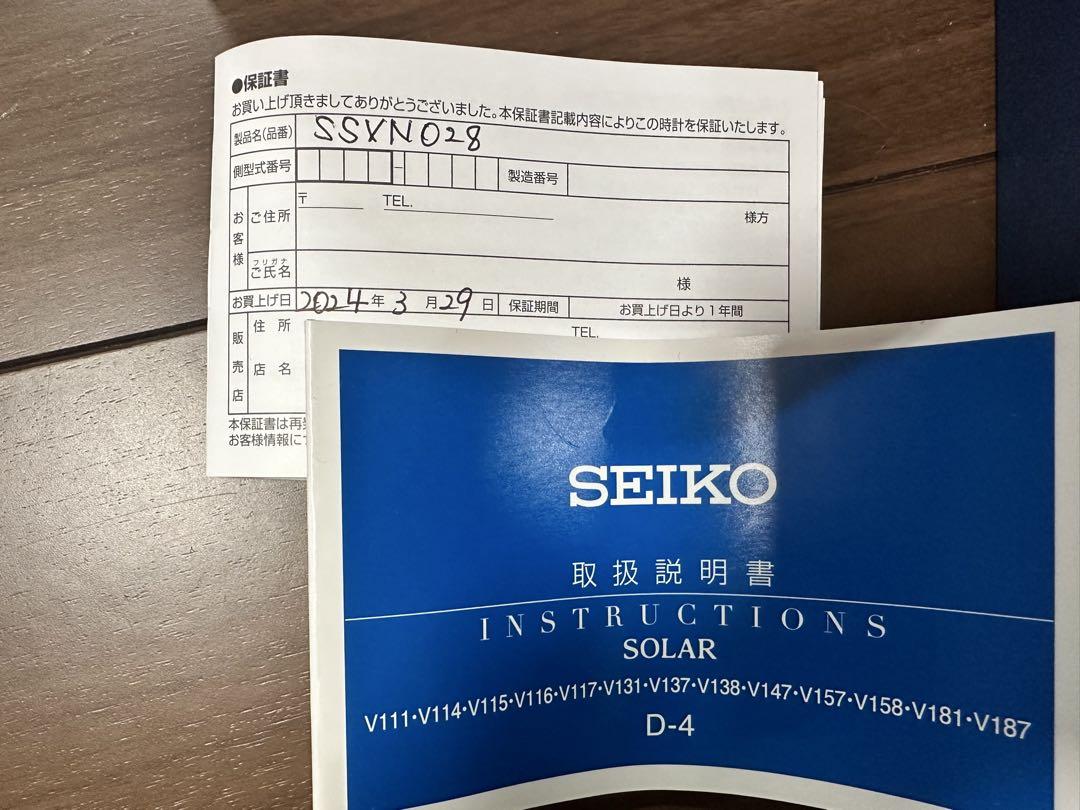 ●保証書
お買い上げ頂きましてありがとうございました。本保証書記載内容によりこの時計を保証いたします。
製品名(品番) SSXN028
側型式番号 - 製造番号
お客様 ご住所 〒 TEL. 様方
フリガナ
ご氏名 様
お買上げ日 2024年 3月29日 保証期間 お買上げ日より1年間
販売店 住所 TEL.
店名
本保証書は再
お客様情報に
SEIKO
取扱説明書
INSTRUCTIONS
SOLAR
V111・V114・V115・V116・V117・V131・V137・V138・V147・V157・V158・V181・V187
D-4